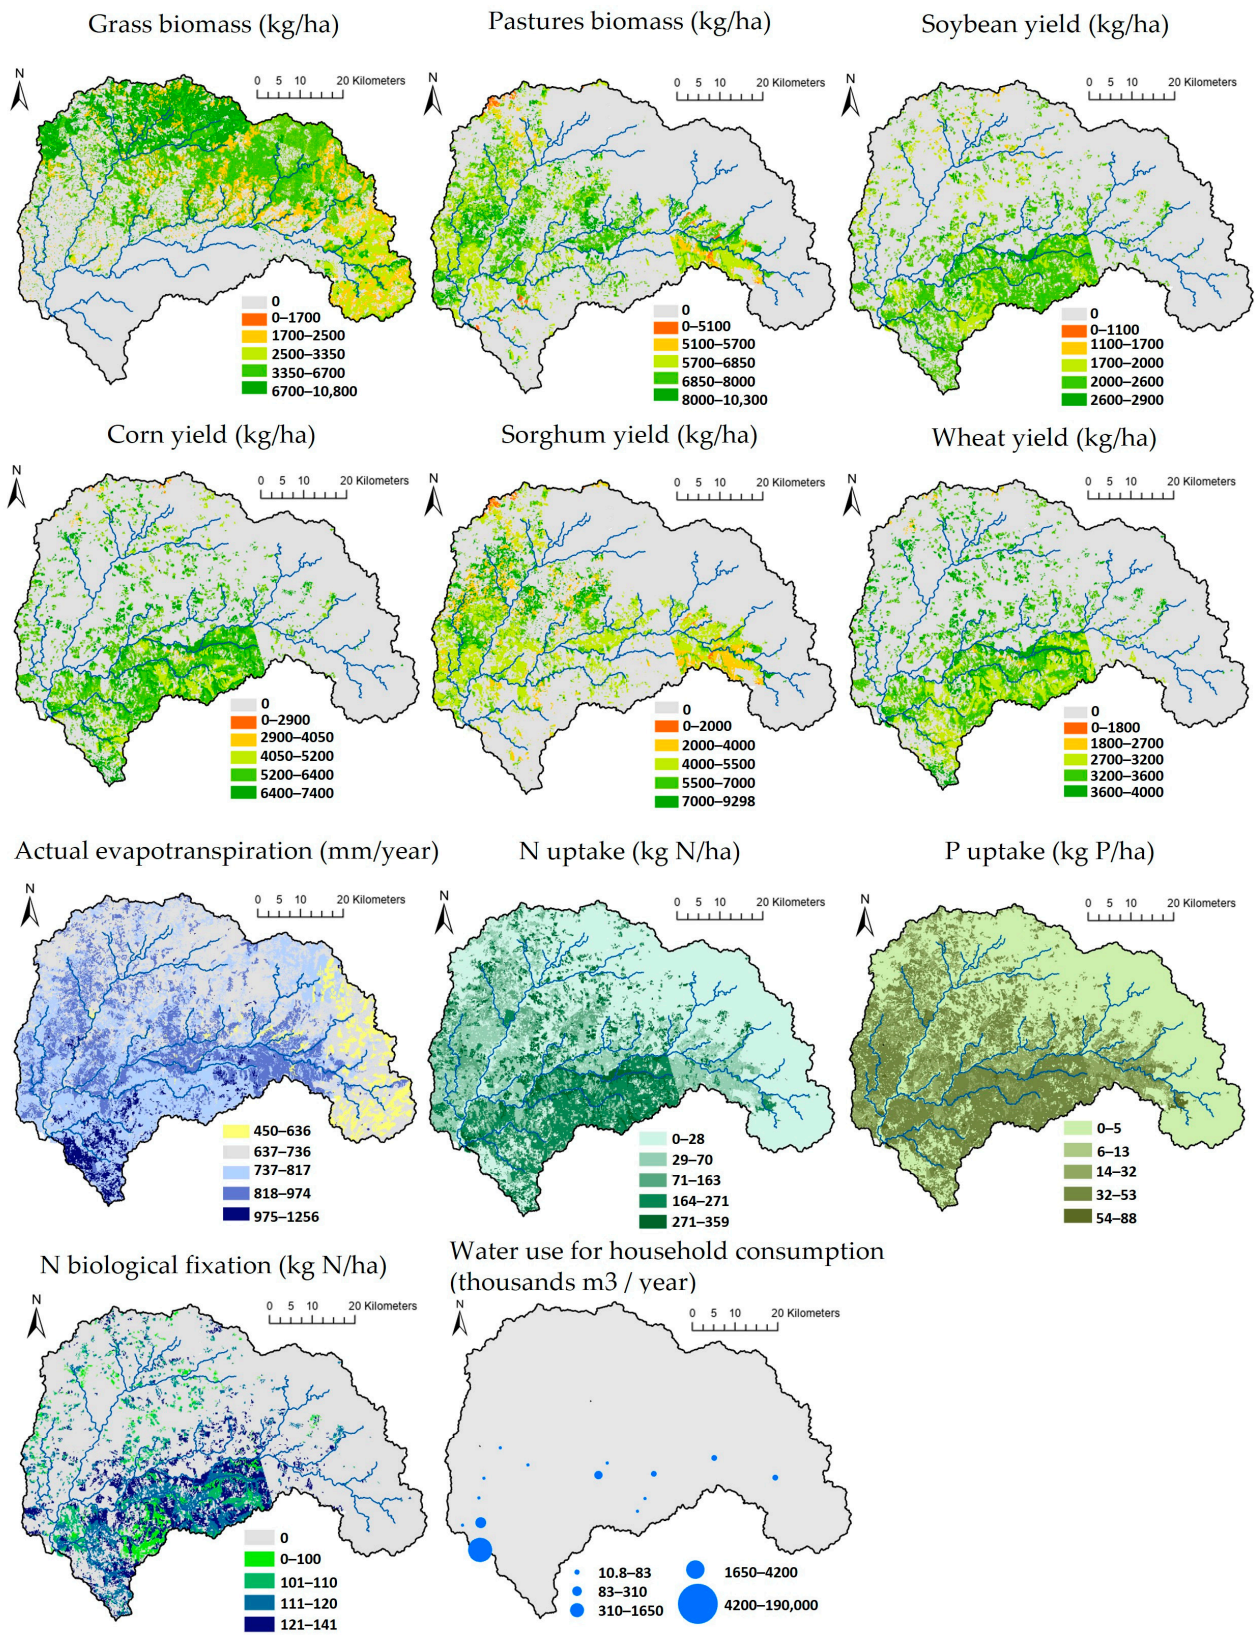 Grass biomass (kg/ha)
N
0 5 10 20 Kilometers
0
0–1700
1700–2500
2500–3350
3350–6700
6700–10,800
Pastures biomass (kg/ha)
N
0 5 10 20 Kilometers
0
0–5100
5100–5700
5700–6850
6850–8000
8000–10,300
Soybean yield (kg/ha)
N
0 5 10 20 Kilometers
0
0–1100
1100–1700
1700–2000
2000–2600
2600–2900
Corn yield (kg/ha)
N
0 5 10 20 Kilometers
0
0–2900
2900–4050
4050–5200
5200–6400
6400–7400
Sorghum yield (kg/ha)
N
0 5 10 20 Kilometers
0
0–2000
2000–4000
4000–5500
5500–7000
7000–9298
Wheat yield (kg/ha)
N
0 5 10 20 Kilometers
0
0–1800
1800–2700
2700–3200
3200–3600
3600–4000
Actual evapotranspiration (mm/year)
N
0 5 10 20 Kilometers
450–636
637–736
737–817
818–974
975–1256
N uptake (kg N/ha)
N
0 5 10 20 Kilometers
0–28
29–70
71–163
164–271
271–359
P uptake (kg P/ha)
N
0 5 10 20 Kilometers
0–5
6–13
14–32
32–53
54–88
N biological fixation (kg N/ha)
N
0 5 10 20 Kilometers
0
0–100
101–110
111–120
121–141
Water use for household consumption
(thousands m3 / year)
N
0 5 10 20 Kilometers
10.8–83
83–310
310–1650
1650–4200
4200–190,000